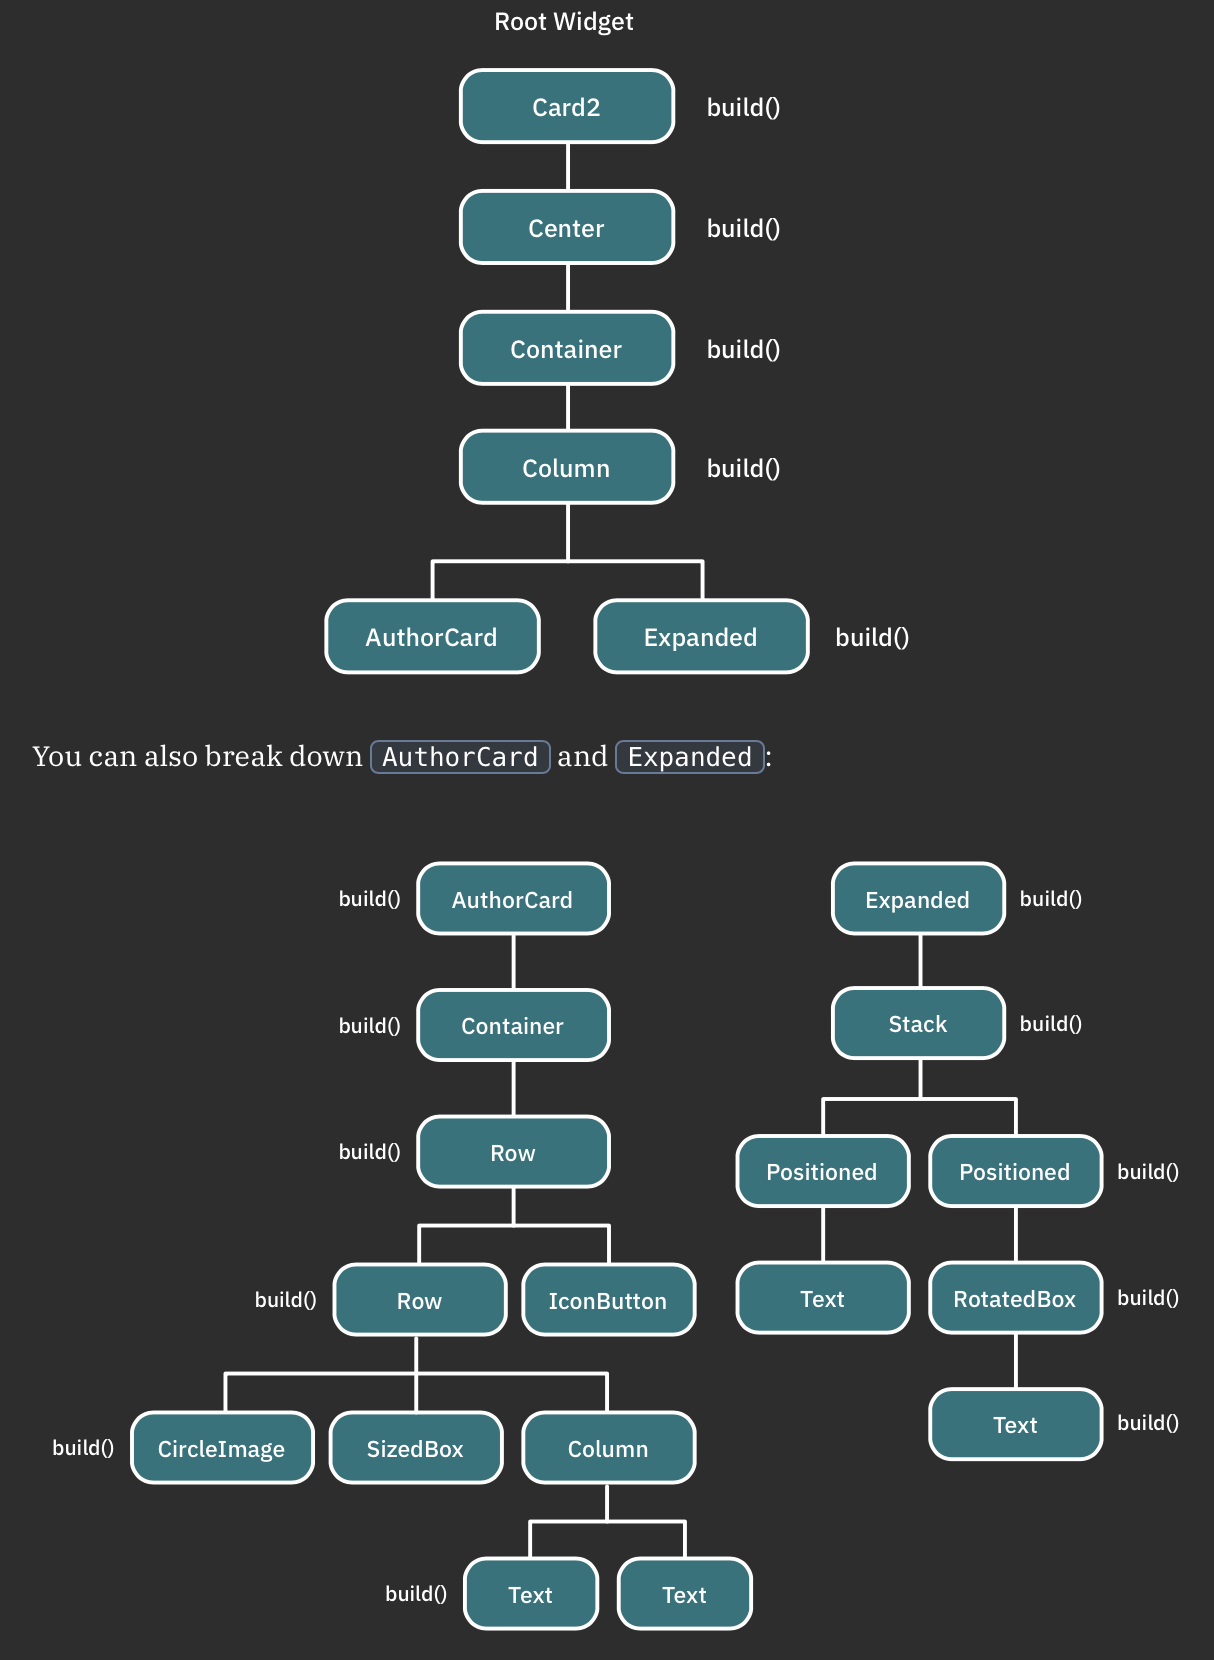 Root Widget
Card2 build()
Center build()
Container build()
Column build()
AuthorCard Expanded build()
You can also break down AuthorCard and Expanded:
build() AuthorCard Expanded build()
build() Container Stack build()
build() Row Positioned Positioned build()
build() Row IconButton Text RotatedBox build()
build() CircleImage SizedBox Column Text build()
build() Text Text